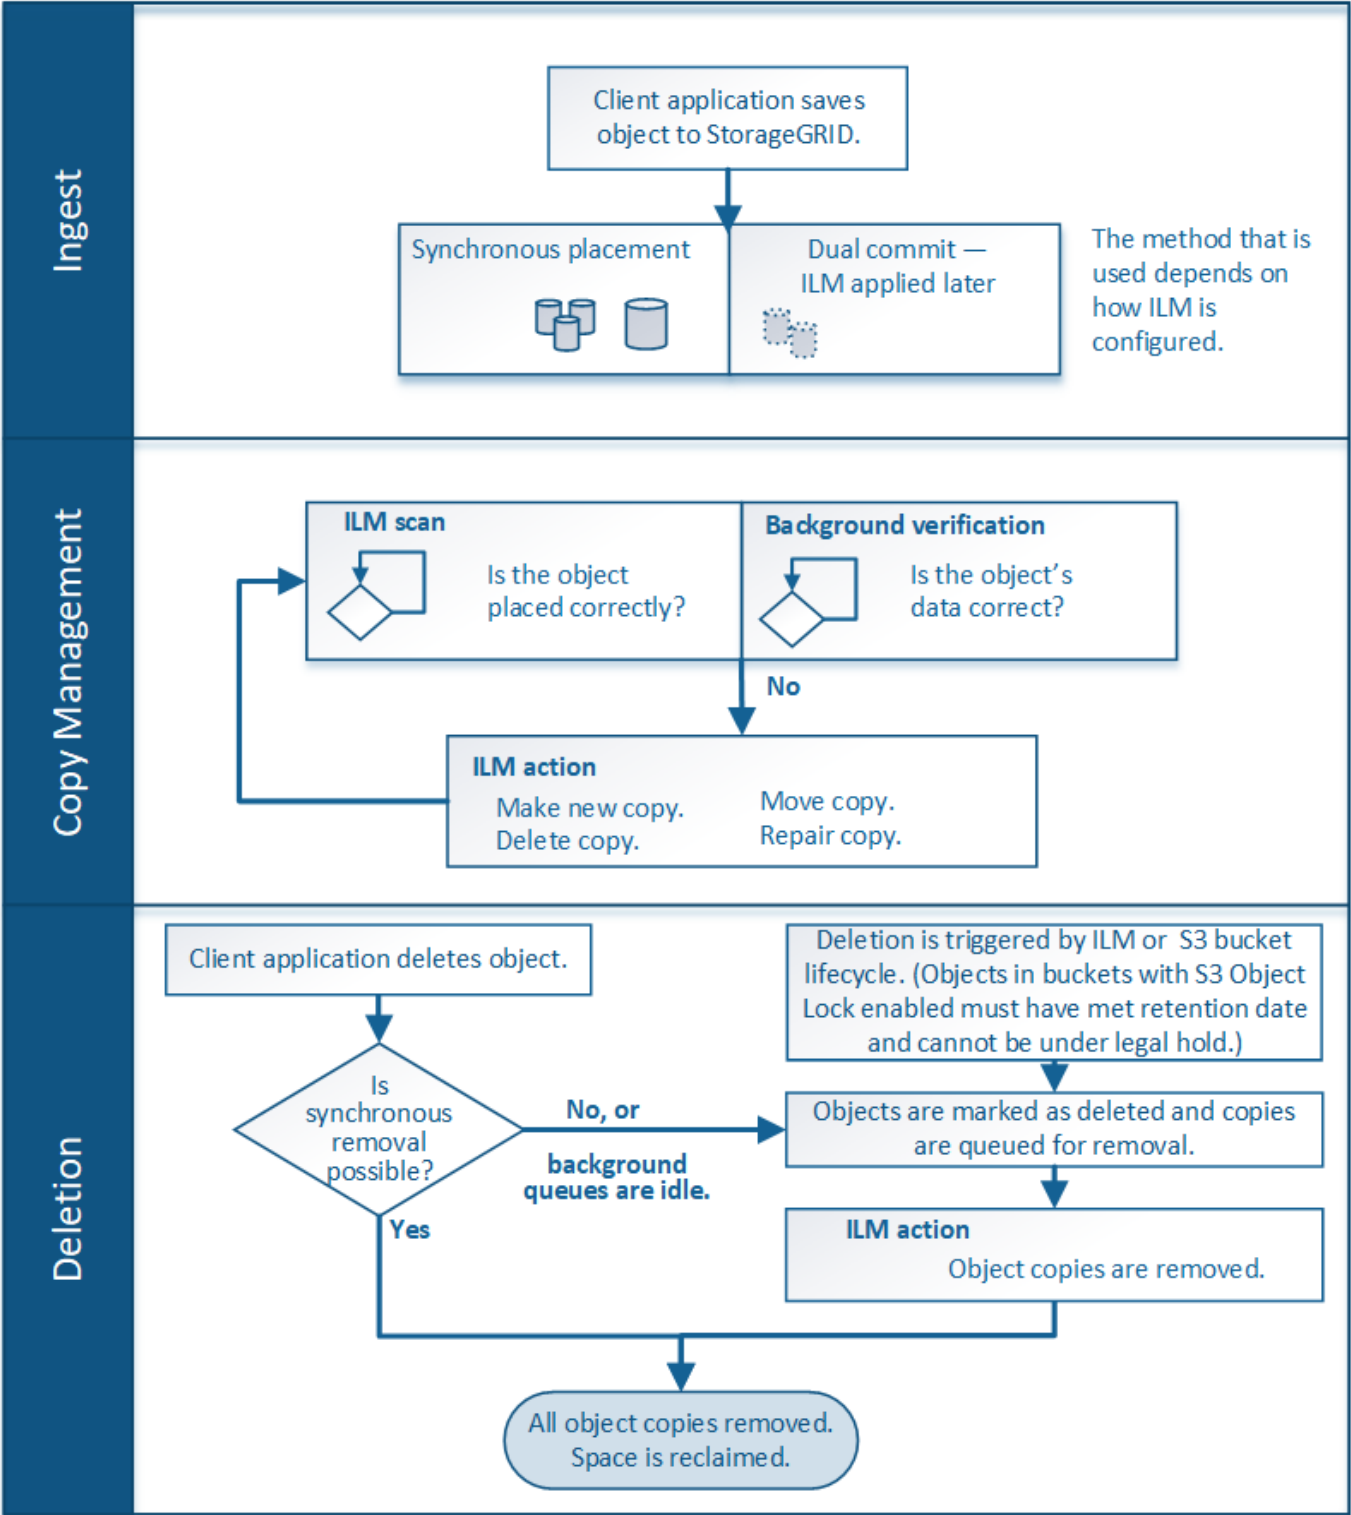 Ingest
Client application saves
object to StorageGRID.
Synchronous placement
Dual commit —
ILM applied later
The method that is
used depends on
how ILM is
configured.
Copy Management
ILM scan
Is the object
placed correctly?
Background verification
Is the object's
data correct?
No
ILM action
Make new copy.
Delete copy.
Move copy.
Repair copy.
Deletion
Client application deletes object.
Is
synchronous
removal
possible?
No, or
background
queues are idle.
Yes
Deletion is triggered by ILM or  S3 bucket
lifecycle. (Objects in buckets with S3 Object
Lock enabled must have met retention date
and cannot be under legal hold.)
Objects are marked as deleted and copies
are queued for removal.
ILM action
Object copies are removed.
All object copies removed.
Space is reclaimed.